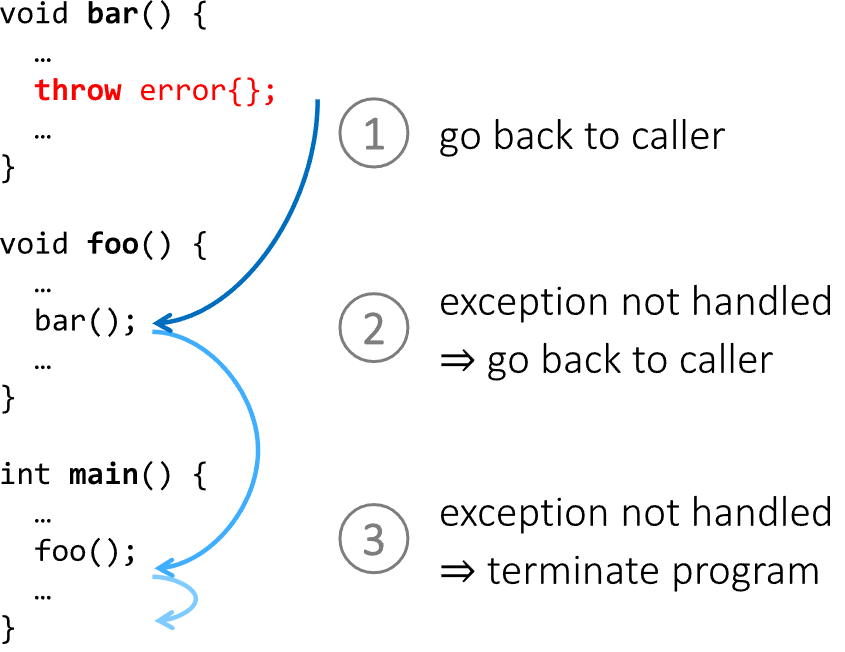 void bar() {
…
throw error{};
…
}
1 go back to caller
void foo() {
…
bar();
…
}
2 exception not handled
⇒ go back to caller
int main() {
…
foo();
…
}
3 exception not handled
⇒ terminate program